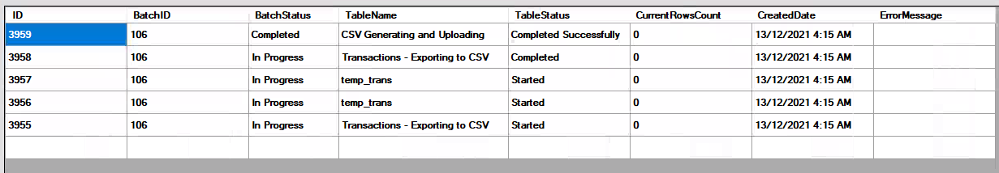 ID BatchID BatchStatus TableName TableStatus CurrentRowsCount CreatedDate ErrorMessage
3959 106 Completed CSV Generating and Uploading Completed Successfully 0 13/12/2021 4:15 AM
3958 106 In Progress Transactions - Exporting to CSV Completed 0 13/12/2021 4:15 AM
3957 106 In Progress temp_trans Started 0 13/12/2021 4:15 AM
3956 106 In Progress temp_trans Started 0 13/12/2021 4:15 AM
3955 106 In Progress Transactions - Exporting to CSV Started 0 13/12/2021 4:15 AM